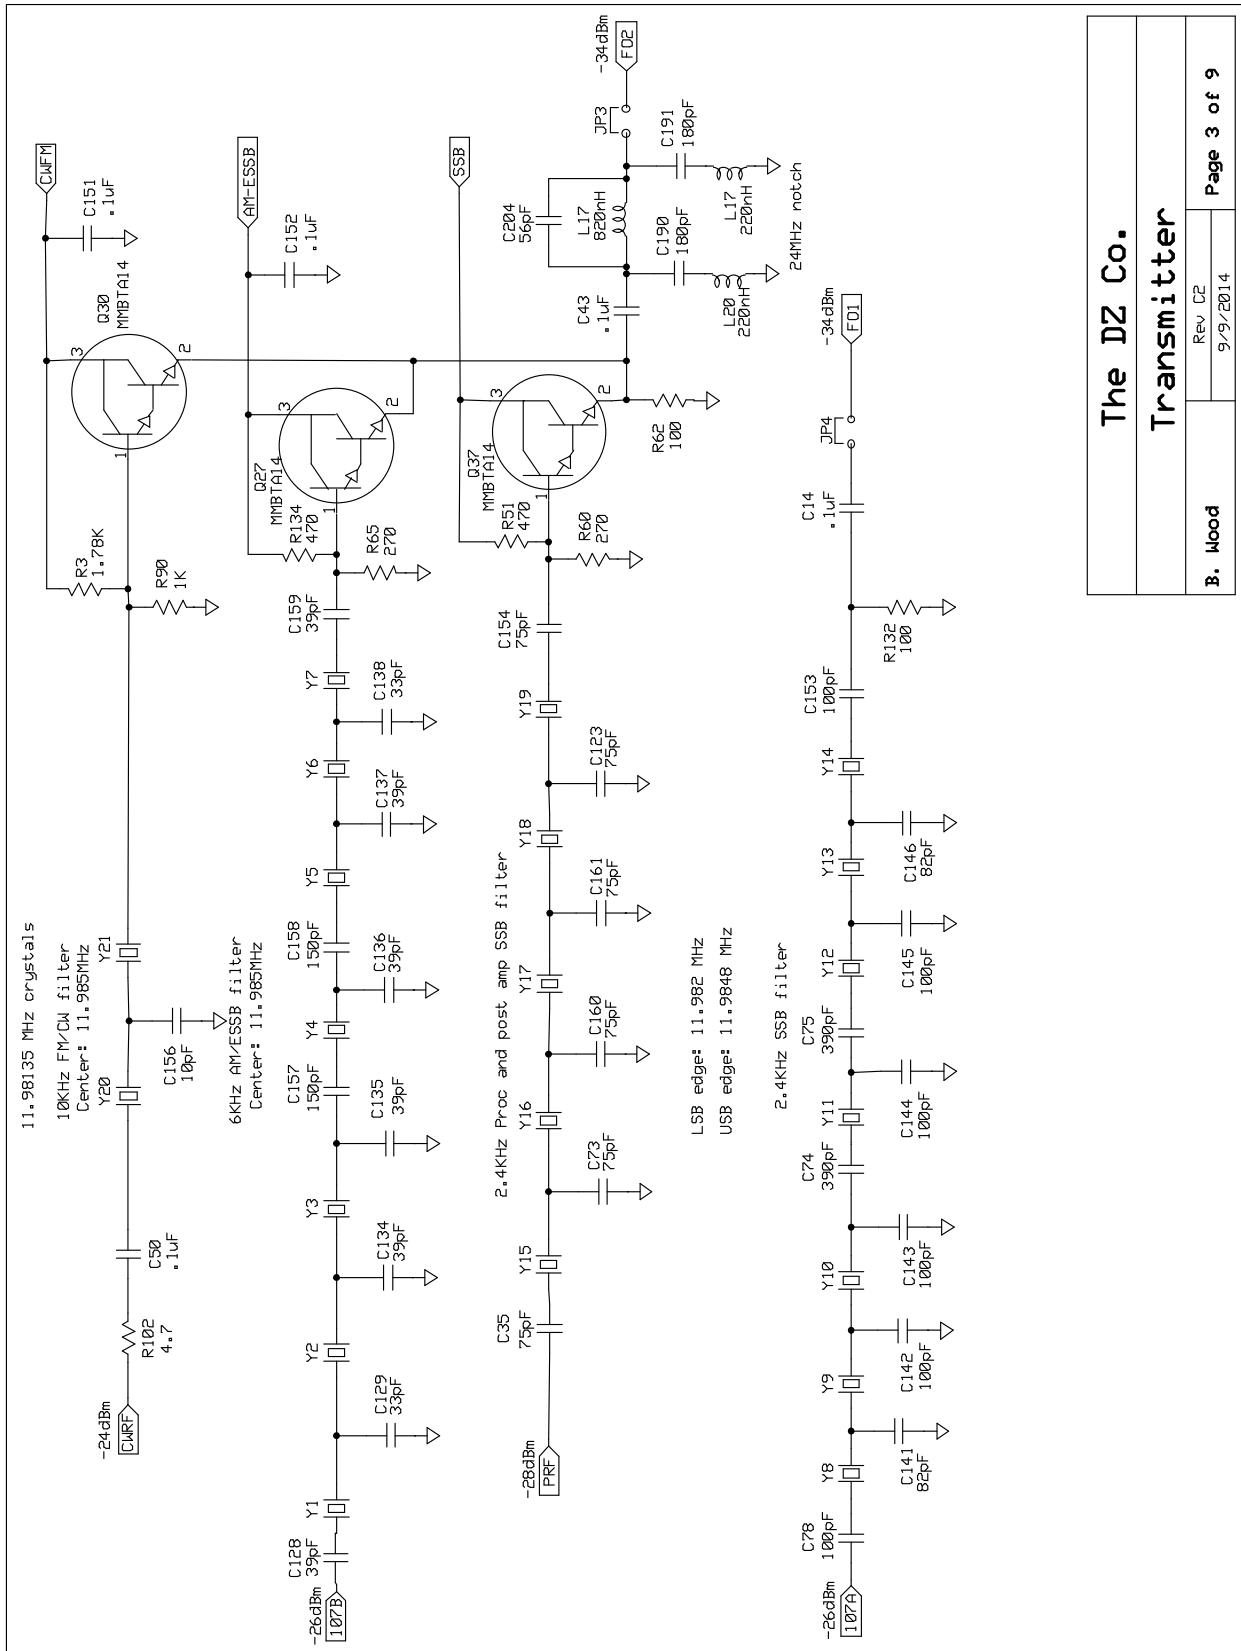 11.98135 MHz crystals
10KHz FM/CW filter
Center: 11.985MHz
-24dBm
CWRF
R102
4.7
C50
.1uF
Y20
C156
10pF
Y21
R3
1.78K
R90
1K
Q30
MMBTA14
1
2
3
CWFM
C151
.1uF
6KHz AM/ESSB filter
Center: 11.985MHz
-26dBm
107B
C128
39pF
Y1
C129
33pF
Y2
C134
39pF
Y3
C135
39pF
C157
150pF
Y4
C136
39pF
C158
150pF
Y5
C137
39pF
Y6
C138
33pF
Y7
C159
39pF
R65
270
R134
470
Q27
MMBTA14
1
2
3
AM-ESSB
C152
.1uF
2.4KHz Proc and post amp SSB filter
-28dBm
PRF
C35
75pF
Y15
C73
75pF
Y16
C160
75pF
Y17
C161
75pF
Y18
C123
75pF
Y19
C154
75pF
R60
270
R51
470
Q37
MMBTA14
1
2
3
SSB
R62
100
C43
.1uF
L20
220nH
C190
180pF
L17
820nH
C204
56pF
C191
180pF
L17
220nH
24MHz notch
JP3
-34dBm
FO2
LSB edge: 11.982 MHz
USB edge: 11.9848 MHz
2.4KHz SSB filter
-26dBm
107A
C78
100pF
Y8
C141
82pF
Y9
C142
100pF
Y10
C143
100pF
C74
390pF
Y11
C144
100pF
C75
390pF
Y12
C145
100pF
Y13
C146
82pF
Y14
C153
100pF
R132
100
C14
.1uF
JP4
-34dBm
FO1
The DZ Co.
Transmitter
B. Wood
Rev C2
9/9/2014
Page 3 of 9